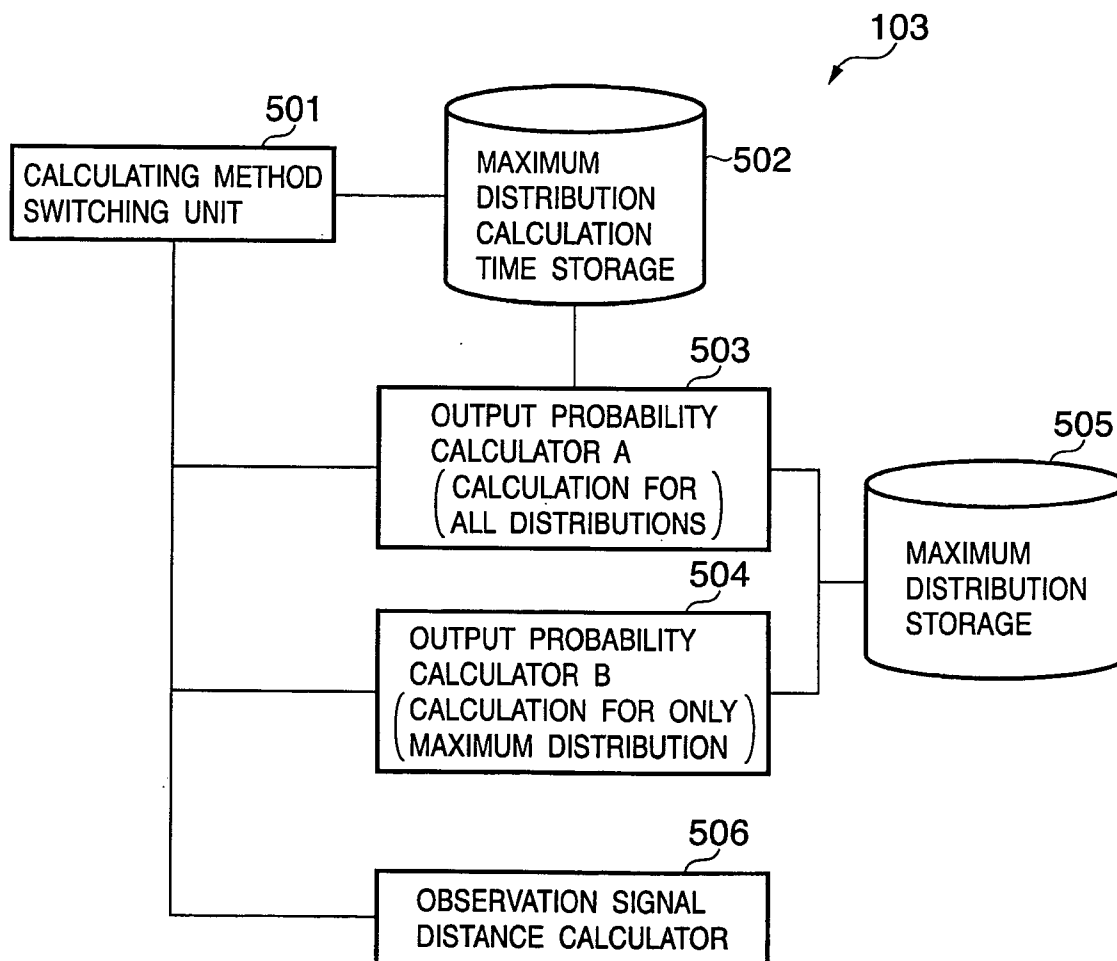 103
501
CALCULATING METHOD
SWITCHING UNIT
502
MAXIMUM
DISTRIBUTION
CALCULATION
TIME STORAGE
503
OUTPUT PROBABILITY
CALCULATOR A
(CALCULATION FOR
ALL DISTRIBUTIONS)
505
MAXIMUM
DISTRIBUTION
STORAGE
504
OUTPUT PROBABILITY
CALCULATOR B
(CALCULATION FOR ONLY
MAXIMUM DISTRIBUTION)
506
OBSERVATION SIGNAL
DISTANCE CALCULATOR